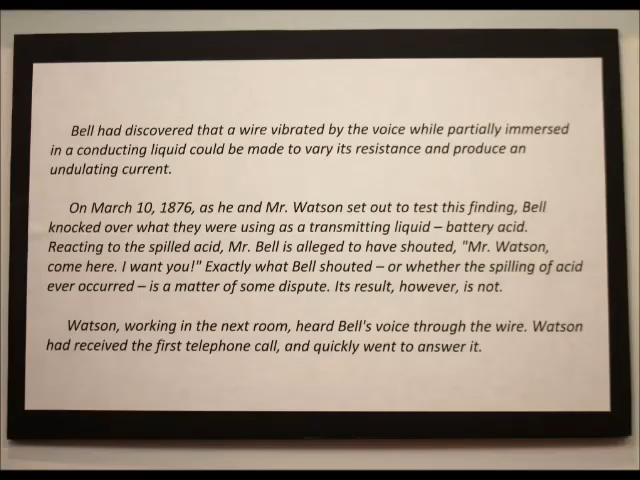 Bell had discovered that a wire vibrated by the voice while partially immersed
in a conducting liquid could be made to vary its resistance and produce an
undulating current.
On March 10, 1876, as he and Mr. Watson set out to test this finding, Bell
knocked over what they were using as a transmitting liquid – battery acid.
Reacting to the spilled acid, Mr. Bell is alleged to have shouted, "Mr. Watson,
come here. I want you!" Exactly what Bell shouted – or whether the spilling of acid
ever occurred – is a matter of some dispute. Its result, however, is not.
Watson, working in the next room, heard Bell's voice through the wire. Watson
had received the first telephone call, and quickly went to answer it.